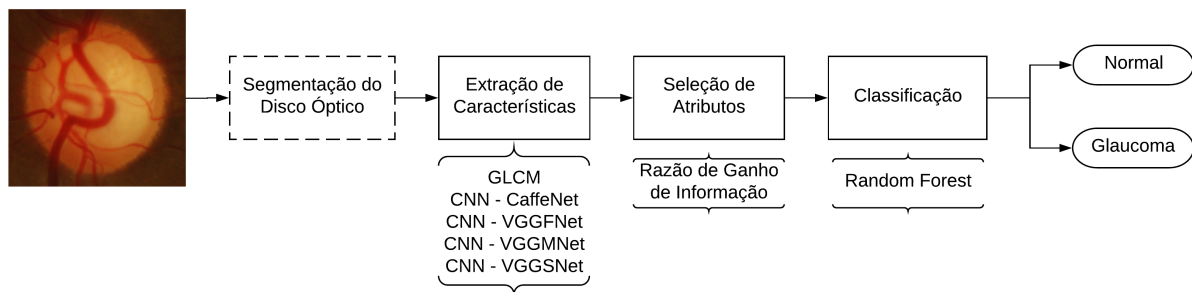 Segmentação do
Disco Óptico
Extração de
Características
Seleção de
Atributos
Classificação
Normal
Glaucoma
GLCM
CNN - CaffeNet
CNN - VGGFNet
CNN - VGGMNet
CNN - VGGSNet
Razão de Ganho
de Informação
Random Forest